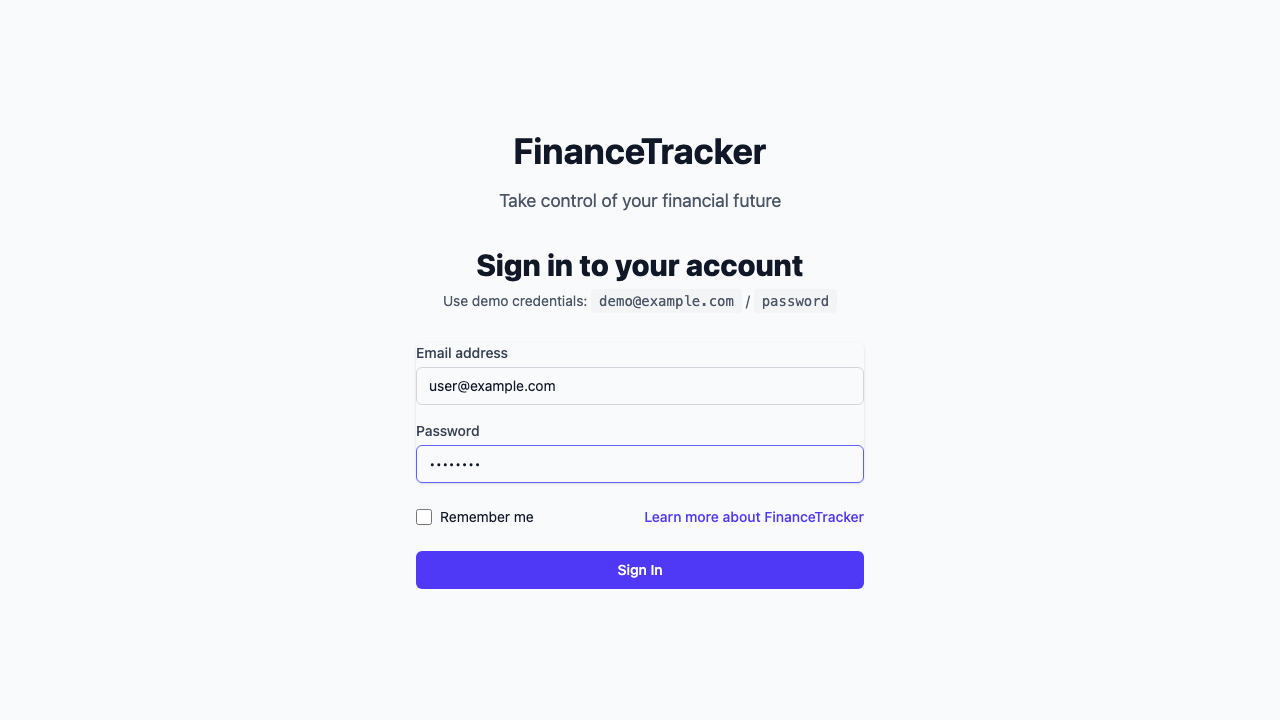 FinanceTracker
Take control of your financial future
Sign in to your account
Use demo credentials: demo@example.com / password
Email address
user@example.com
Password
••••••••
Remember me
Learn more about FinanceTracker
Sign In